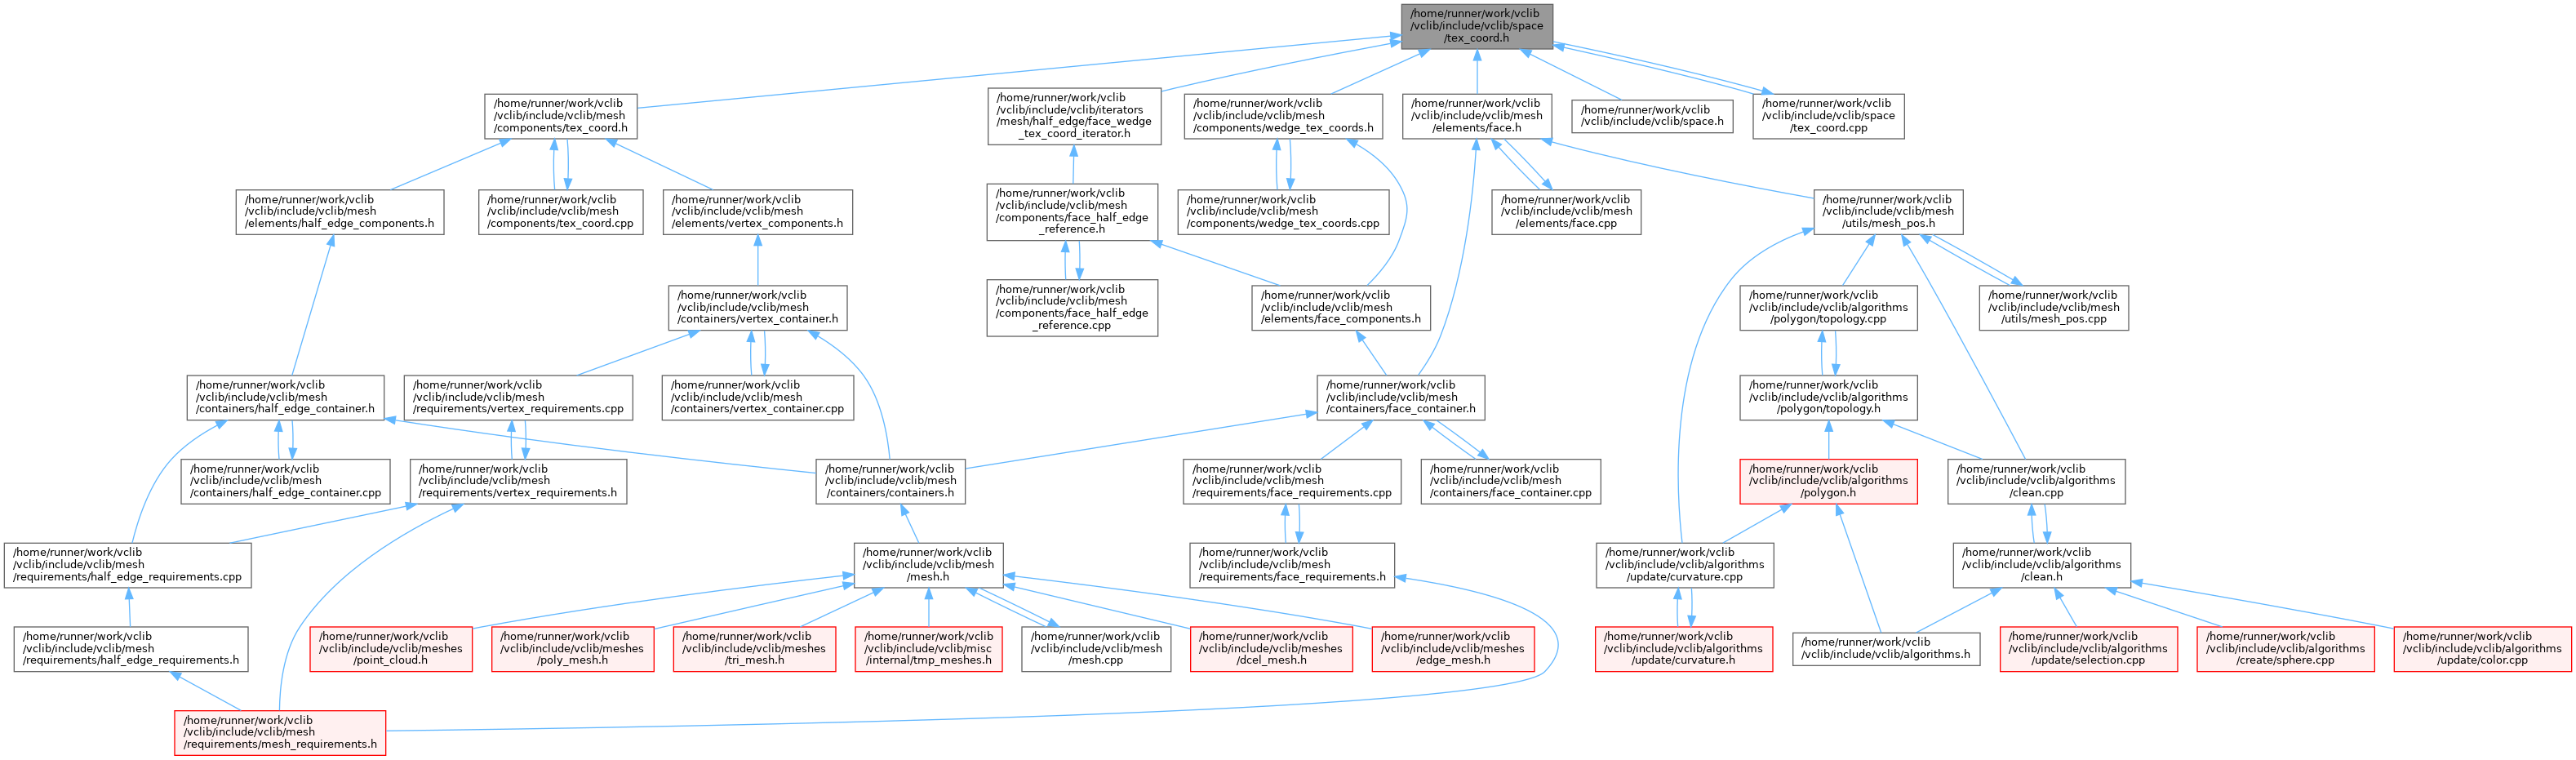 /home/runner/work/vclib
/vclib/include/vclib/space
/tex_coord.h
/home/runner/work/vclib
/vclib/include/vclib/mesh
/components/tex_coord.h
/home/runner/work/vclib
/vclib/include/vclib/iterators
/mesh/half_edge/face_wedge
_tex_coord_iterator.h
/home/runner/work/vclib
/vclib/include/vclib/mesh
/components/wedge_tex_coords.h
/home/runner/work/vclib
/vclib/include/vclib/mesh
/elements/face.h
/home/runner/work/vclib
/vclib/include/vclib/space.h
/home/runner/work/vclib
/vclib/include/vclib/space
/tex_coord.cpp
/home/runner/work/vclib
/vclib/include/vclib/mesh
/elements/half_edge_components.h
/home/runner/work/vclib
/vclib/include/vclib/mesh
/components/tex_coord.cpp
/home/runner/work/vclib
/vclib/include/vclib/mesh
/elements/vertex_components.h
/home/runner/work/vclib
/vclib/include/vclib/mesh
/components/face_half_edge
_reference.h
/home/runner/work/vclib
/vclib/include/vclib/mesh
/components/wedge_tex_coords.cpp
/home/runner/work/vclib
/vclib/include/vclib/mesh
/elements/face.cpp
/home/runner/work/vclib
/vclib/include/vclib/mesh
/utils/mesh_pos.h
/home/runner/work/vclib
/vclib/include/vclib/mesh
/containers/vertex_container.h
/home/runner/work/vclib
/vclib/include/vclib/mesh
/components/face_half_edge
_reference.cpp
/home/runner/work/vclib
/vclib/include/vclib/mesh
/elements/face_components.h
/home/runner/work/vclib
/vclib/include/vclib/algorithms
/polygon/topology.cpp
/home/runner/work/vclib
/vclib/include/vclib/mesh
/utils/mesh_pos.cpp
/home/runner/work/vclib
/vclib/include/vclib/mesh
/containers/half_edge_container.h
/home/runner/work/vclib
/vclib/include/vclib/mesh
/requirements/vertex_requirements.cpp
/home/runner/work/vclib
/vclib/include/vclib/mesh
/containers/vertex_container.cpp
/home/runner/work/vclib
/vclib/include/vclib/mesh
/containers/face_container.h
/home/runner/work/vclib
/vclib/include/vclib/algorithms
/polygon/topology.h
/home/runner/work/vclib
/vclib/include/vclib/mesh
/containers/half_edge_container.cpp
/home/runner/work/vclib
/vclib/include/vclib/mesh
/requirements/vertex_requirements.h
/home/runner/work/vclib
/vclib/include/vclib/mesh
/containers/containers.h
/home/runner/work/vclib
/vclib/include/vclib/mesh
/requirements/face_requirements.cpp
/home/runner/work/vclib
/vclib/include/vclib/mesh
/containers/face_container.cpp
/home/runner/work/vclib
/vclib/include/vclib/algorithms
/polygon.h
/home/runner/work/vclib
/vclib/include/vclib/algorithms
/clean.cpp
/home/runner/work/vclib
/vclib/include/vclib/mesh
/requirements/half_edge_requirements.cpp
/home/runner/work/vclib
/vclib/include/vclib/mesh
/mesh.h
/home/runner/work/vclib
/vclib/include/vclib/mesh
/requirements/face_requirements.h
/home/runner/work/vclib
/vclib/include/vclib/algorithms
/update/curvature.cpp
/home/runner/work/vclib
/vclib/include/vclib/algorithms
/clean.h
/home/runner/work/vclib
/vclib/include/vclib/mesh
/requirements/half_edge_requirements.h
/home/runner/work/vclib
/vclib/include/vclib/meshes
/point_cloud.h
/home/runner/work/vclib
/vclib/include/vclib/meshes
/poly_mesh.h
/home/runner/work/vclib
/vclib/include/vclib/meshes
/tri_mesh.h
/home/runner/work/vclib
/vclib/include/vclib/misc
/internal/tmp_meshes.h
/home/runner/work/vclib
/vclib/include/vclib/mesh
/mesh.cpp
/home/runner/work/vclib
/vclib/include/vclib/meshes
/dcel_mesh.h
/home/runner/work/vclib
/vclib/include/vclib/meshes
/edge_mesh.h
/home/runner/work/vclib
/vclib/include/vclib/algorithms
/update/curvature.h
/home/runner/work/vclib
/vclib/include/vclib/algorithms.h
/home/runner/work/vclib
/vclib/include/vclib/algorithms
/update/selection.cpp
/home/runner/work/vclib
/vclib/include/vclib/algorithms
/create/sphere.cpp
/home/runner/work/vclib
/vclib/include/vclib/algorithms
/update/color.cpp
/home/runner/work/vclib
/vclib/include/vclib/mesh
/requirements/mesh_requirements.h